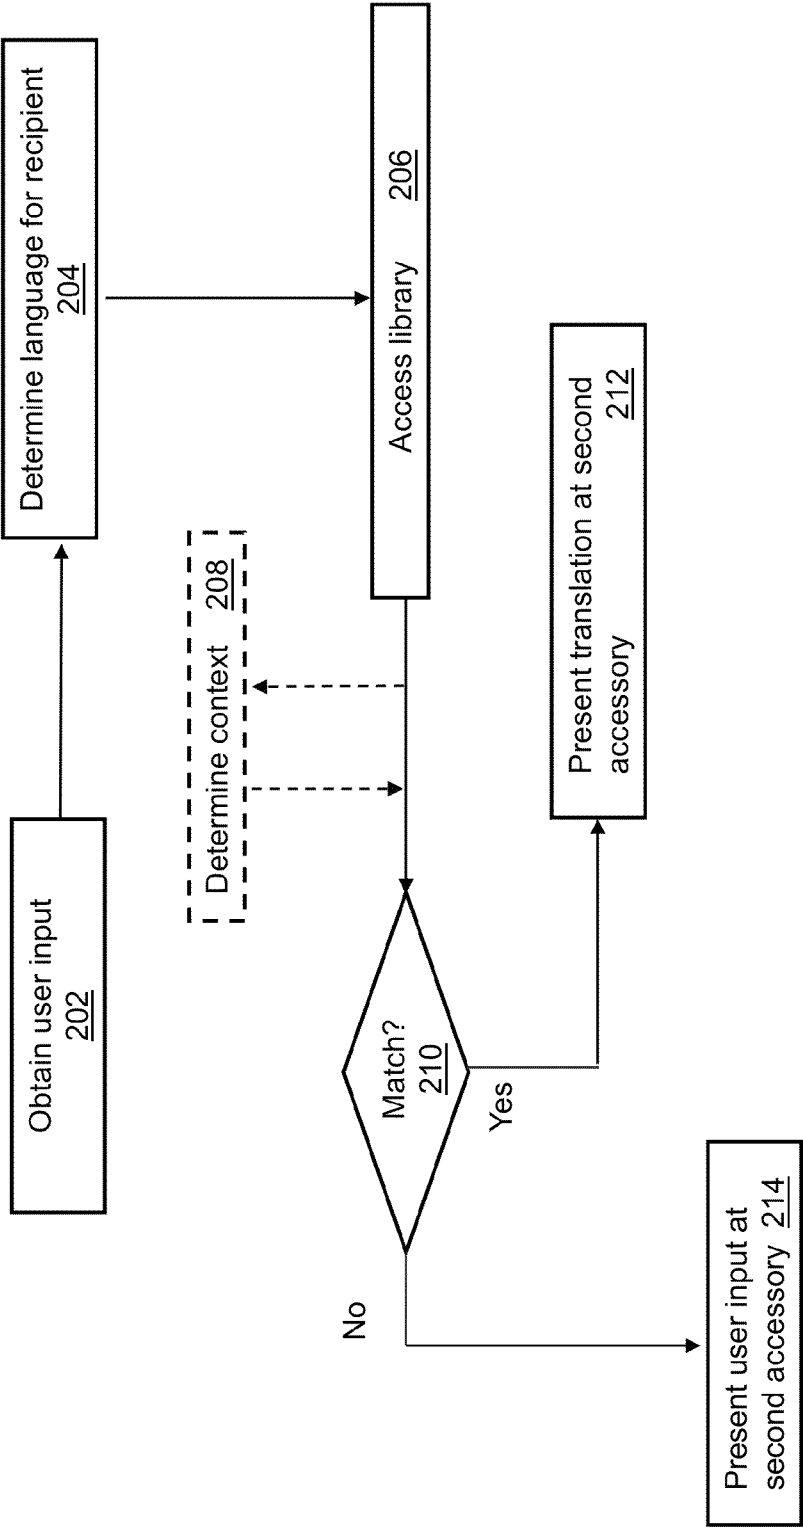 Obtain user input
202
Determine language for recipient
204
Determine context 208
Access library 206
Match?
210
No
Yes
Present translation at second
accessory 212
Present user input at
second accessory 214